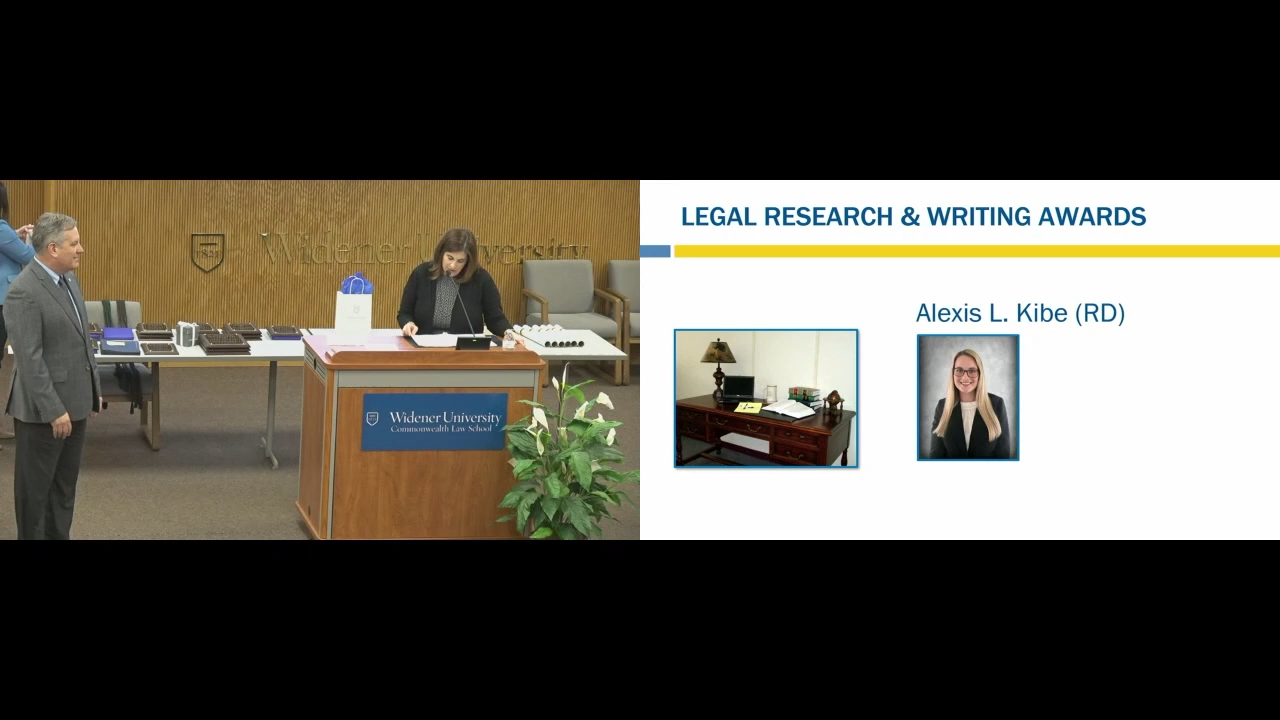 Widener University
Widener University
Commonwealth Law School
LEGAL RESEARCH & WRITING AWARDS
Alexis L. Kibe (RD)